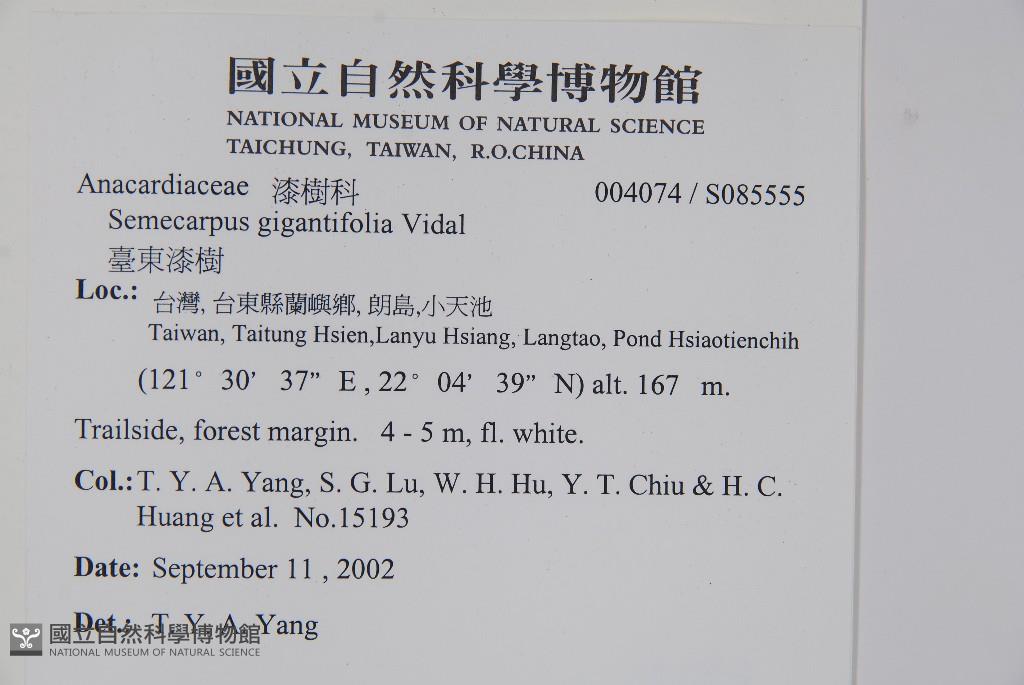 國立自然科學博物館
NATIONAL MUSEUM OF NATURAL SCIENCE
TAICHUNG, TAIWAN, R.O.CHINA
Anacardiaceae 漆樹科 004074 / S085555
Semecarpus gigantifolia Vidal
臺東漆樹
Loc.: 台灣, 台東縣蘭嶼鄉, 朗島,小天池
Taiwan, Taitung Hsien,Lanyu Hsiang, Langtao, Pond Hsiaotienchih
(121° 30’ 37” E , 22° 04’ 39” N) alt. 167 m.
Trailside, forest margin. 4 - 5 m, fl. white.
Col.: T. Y. A. Yang, S. G. Lu, W. H. Hu, Y. T. Chiu & H. C.
Huang et al. No.15193
Date: September 11 , 2002
Det.: T. Y. A. Yang
國立自然科學博物館
NATIONAL MUSEUM OF NATURAL SCIENCE